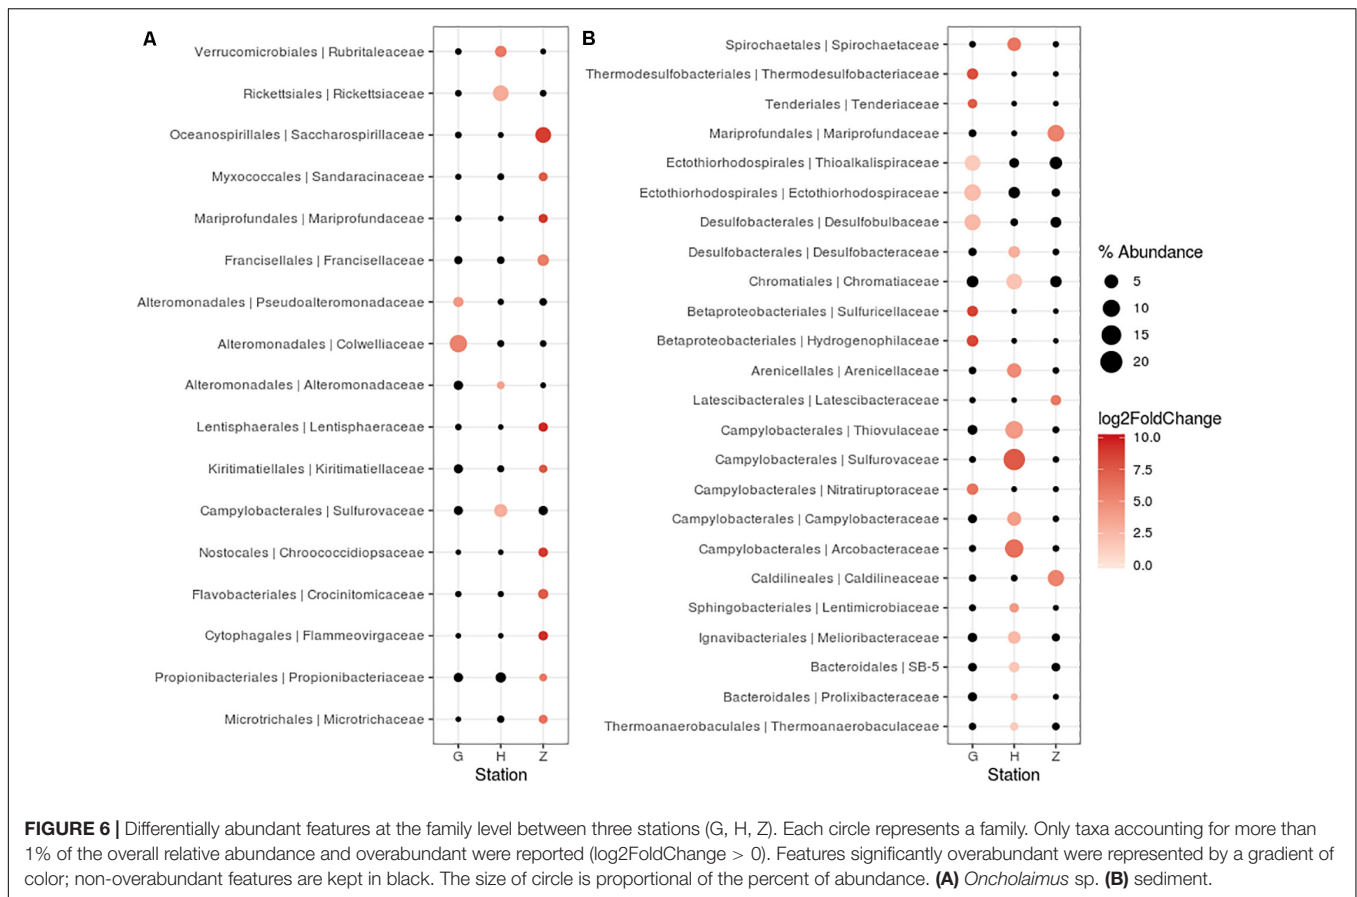 A
Verrucomicrobiales | Rubritaleaceae
Rickettsiales | Rickettsiaceae
Oceanospirillales | Saccharospirillaceae
Myxococcales | Sandaracinaceae
Mariprofundales | Mariprofundaceae
Francisellales | Francisellaceae
Alteromonadales | Pseudoalteromonadaceae
Alteromonadales | Colwelliaceae
Alteromonadales | Alteromonadaceae
Lentisphaerales | Lentisphaeraceae
Kiritimatiellales | Kiritimatiellaceae
Campylobacterales | Sulfurovaceae
Nostocales | Chroococcidiopsaceae
Flavobacteriales | Crocinitomicaceae
Cytophagales | Flammeovirgaceae
Propionibacteriales | Propionibacteriaceae
Microtrichales | Microtrichaceae
G H Z
Station
B
Spirochaetales | Spirochaetaceae
Thermodesulfobacteriales | Thermodesulfobacteriaceae
Tenderiales | Tenderiaceae
Mariprofundales | Mariprofundaceae
Ectothiorhodospirales | Thioalkalispiraceae
Ectothiorhodospirales | Ectothiorhodospiraceae
Desulfobacterales | Desulfobulbaceae
Desulfobacterales | Desulfobacteraceae
Chromatiales | Chromatiaceae
Betaproteobacteriales | Sulfuricellaceae
Betaproteobacteriales | Hydrogenophilaceae
Arenicellales | Arenicellaceae
Latescibacterales | Latescibacteraceae
Campylobacterales | Thiovulaceae
Campylobacterales | Sulfurovaceae
Campylobacterales | Nitratiruptoraceae
Campylobacterales | Campylobacteraceae
Campylobacterales | Arcobacteraceae
Caldilineales | Caldilineaceae
Sphingobacteriales | Lentimicrobiaceae
Ignavibacteriales | Melioribacteraceae
Bacteroidales | SB-5
Bacteroidales | Prolixibacteraceae
Thermoanaerobaculales | Thermoanaerobaculaceae
G H Z
Station
% Abundance
5
10
15
20
log2FoldChange
10.0
7.5
5.0
2.5
0.0
FIGURE 6 | Differentially abundant features at the family level between three stations (G, H, Z). Each circle represents a family. Only taxa accounting for more than
1% of the overall relative abundance and overabundant were reported (log2FoldChange > 0). Features significantly overabundant were represented by a gradient of
color; non-overabundant features are kept in black. The size of circle is proportional of the percent of abundance. (A) Oncholaimus sp. (B) sediment.